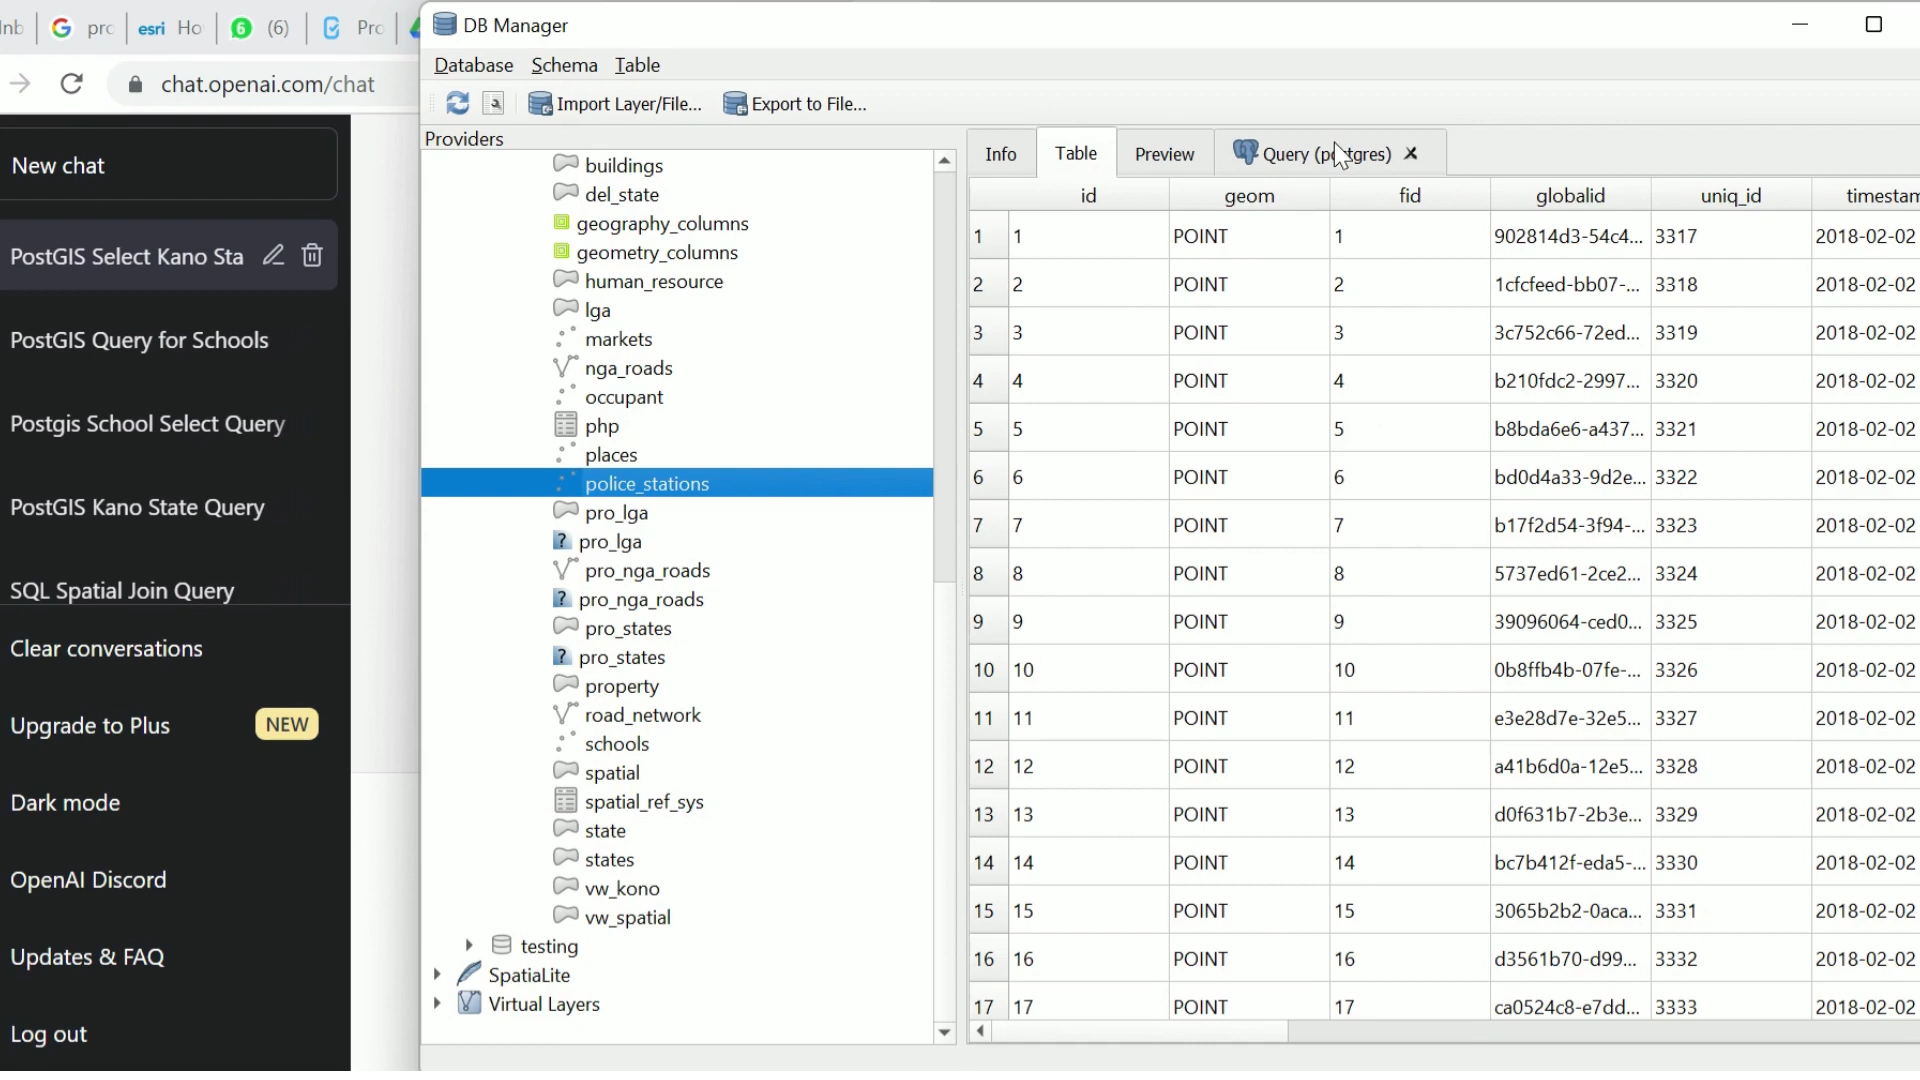 Inb
pro
esri Ho
6 (6)
Pro
DB Manager
chat.openai.com/chat
Database Schema Table
Import Layer/File... Export to File...
New chat
PostGIS Select Kano Sta
PostGIS Query for Schools
Postgis School Select Query
PostGIS Kano State Query
SQL Spatial Join Query
Clear conversations
Upgrade to Plus NEW
Dark mode
OpenAI Discord
Updates & FAQ
Log out
Providers
buildings
del_state
geography_columns
geometry_columns
human_resource
lga
markets
nga_roads
occupant
php
places
police_stations
pro_lga
? pro_lga
pro_nga_roads
? pro_nga_roads
pro_states
? pro_states
property
road_network
schools
spatial
spatial_ref_sys
state
states
vw_kono
vw_spatial
testing
SpatiaLite
Virtual Layers
Info Table Preview Query (postgres)
id geom fid globalid uniq_id timestam
1 1 POINT 1 902814d3-54c4... 3317 2018-02-02
2 2 POINT 2 1cfcfeed-bb07-... 3318 2018-02-02
3 3 POINT 3 3c752c66-72ed... 3319 2018-02-02
4 4 POINT 4 b210fdc2-2997... 3320 2018-02-02
5 5 POINT 5 b8bda6e6-a437... 3321 2018-02-02
6 6 POINT 6 bd0d4a33-9d2e... 3322 2018-02-02
7 7 POINT 7 b17f2d54-3f94-... 3323 2018-02-02
8 8 POINT 8 5737ed61-2ce2... 3324 2018-02-02
9 9 POINT 9 39096064-ced0... 3325 2018-02-02
10 10 POINT 10 0b8ffb4b-07fe-... 3326 2018-02-02
11 11 POINT 11 e3e28d7e-32e5... 3327 2018-02-02
12 12 POINT 12 a41b6d0a-12e5... 3328 2018-02-02
13 13 POINT 13 d0f631b7-2b3e... 3329 2018-02-02
14 14 POINT 14 bc7b412f-eda5-... 3330 2018-02-02
15 15 POINT 15 3065b2b2-0aca... 3331 2018-02-02
16 16 POINT 16 d3561b70-d99... 3332 2018-02-02
17 17 POINT 17 ca0524c8-e7dd... 3333 2018-02-02